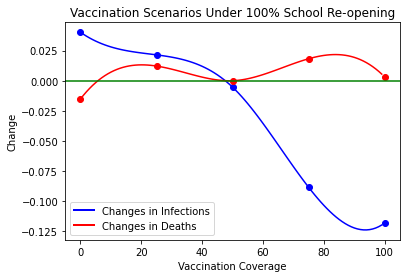 Vaccination Scenarios Under 100% School Re-opening
Change
0.025
0.000
−0.025
−0.050
−0.075
−0.100
−0.125
Changes in Infections
Changes in Deaths
0
20
40
60
80
100
Vaccination Coverage